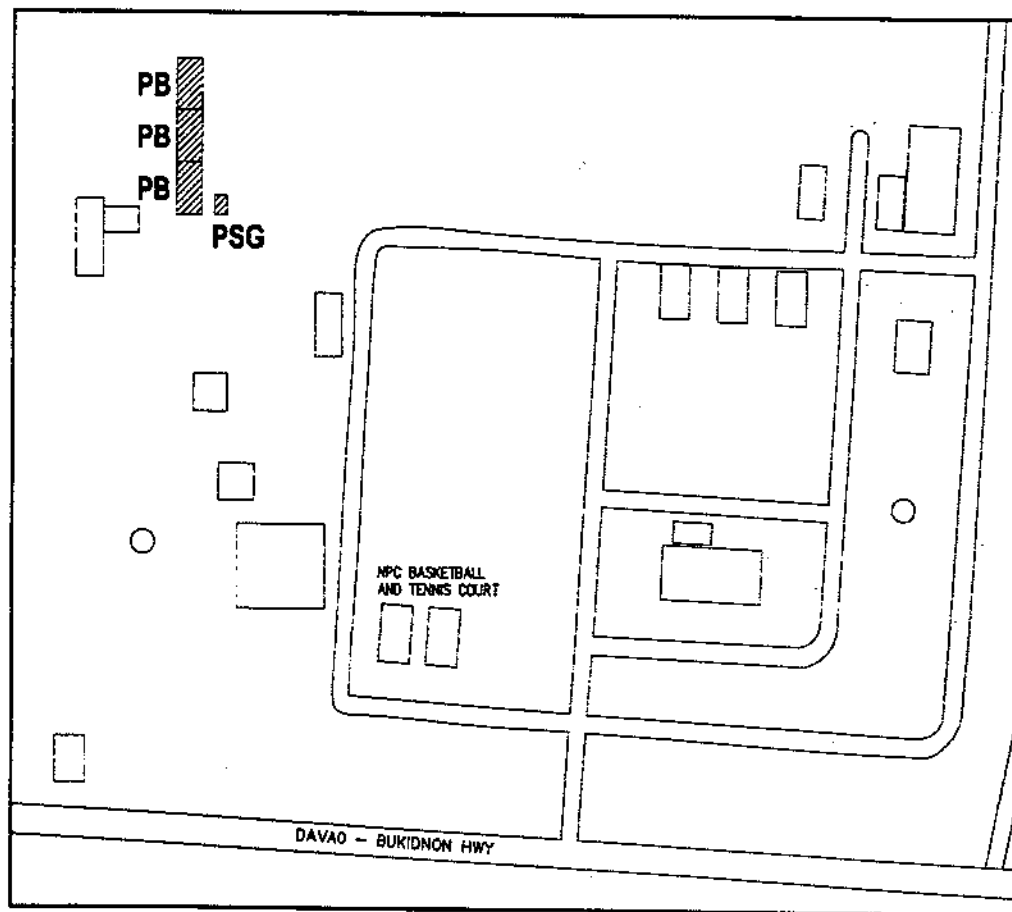 PB
PB
PB
PSG
NPC BASKETBALL
AND TENNIS COURT
DAVAO - BUKIDNON HWY